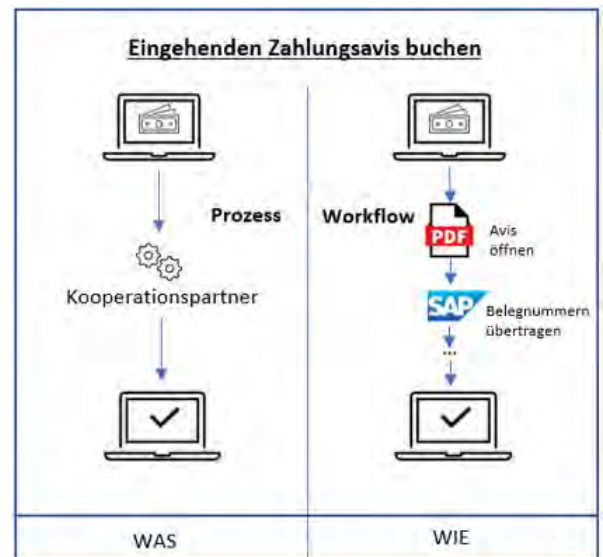 Eingehenden Zahlungsavis buchen
Prozess
Kooperationspartner
WAS
Workflow
PDF
Avis
öffnen
SAP
Belegnummern
übertragen
...
WIE